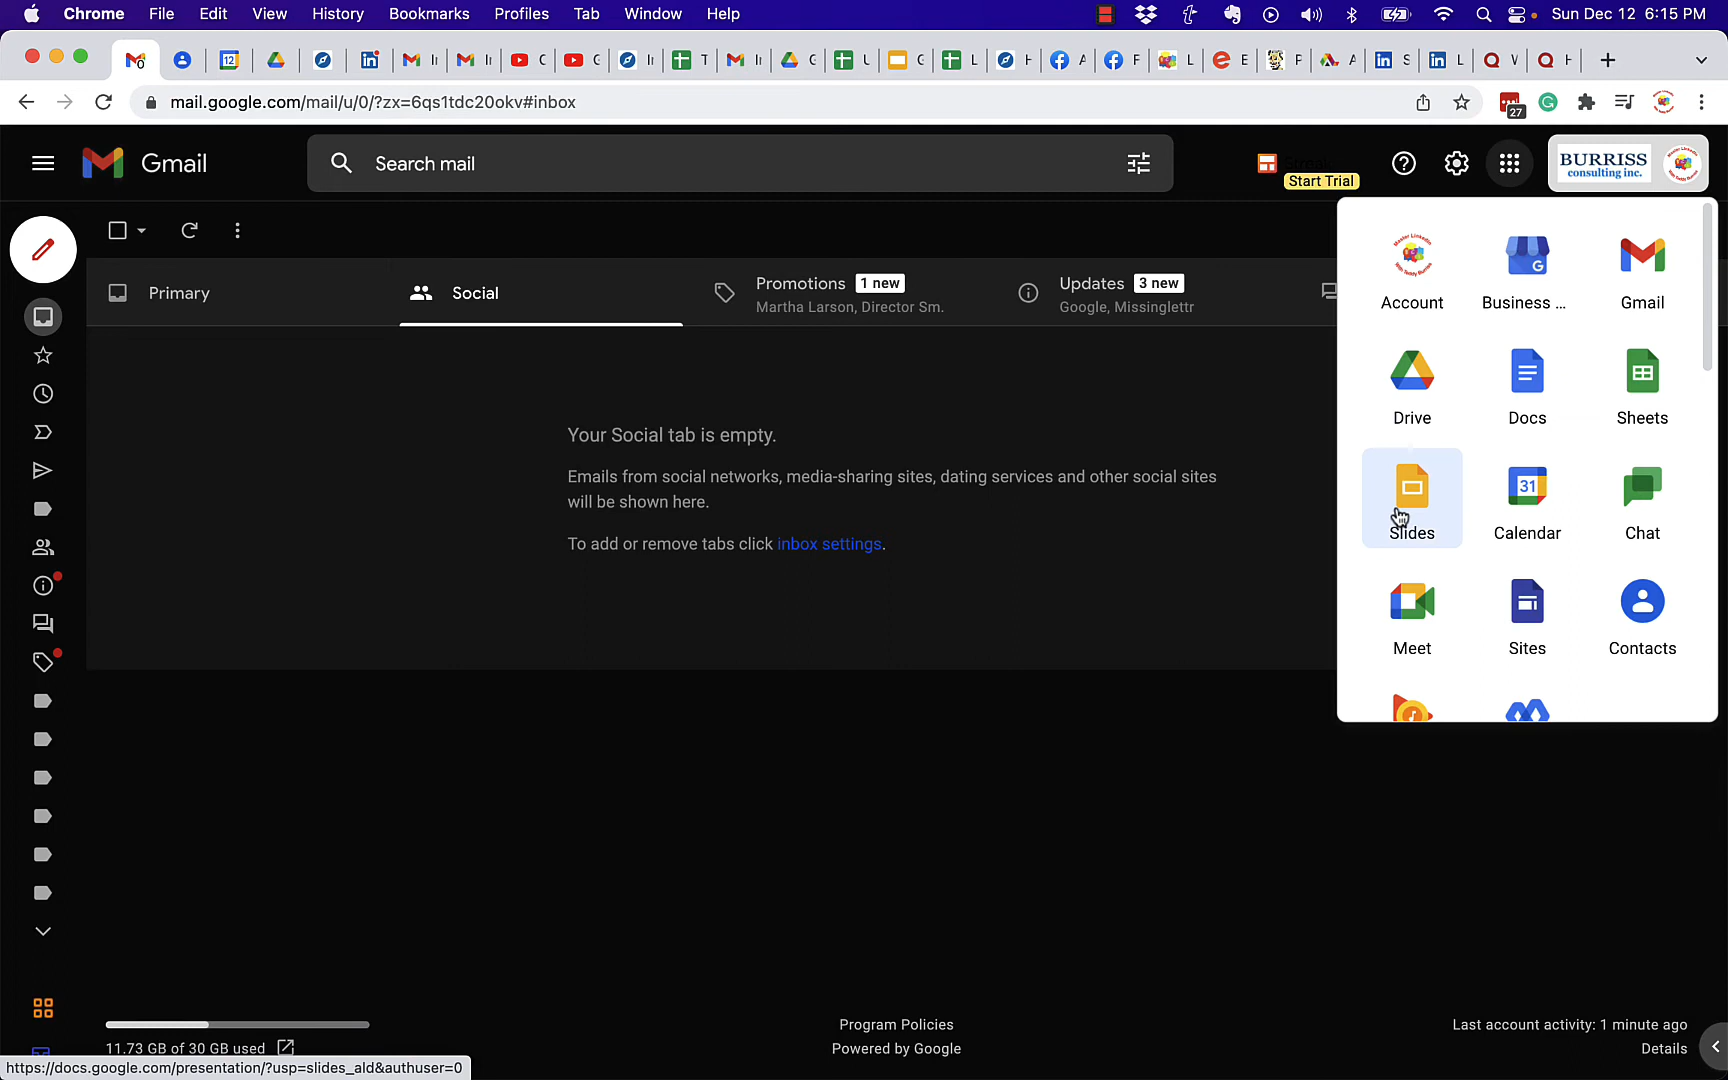 Chrome File Edit View History Bookmarks Profiles Tab Window Help Sun Dec 12 6:15 PM
mail.google.com/mail/u/0/?zx=6qs1tdc20okv#inbox
27
Gmail
Search mail
Start Trial
BURRISS
consulting inc.
Primary
Social
Promotions 1 new
Martha Larson, Director Sm.
Updates 3 new
Google, Missinglettr
Your Social tab is empty.
Emails from social networks, media-sharing sites, dating services and other social sites
will be shown here.
To add or remove tabs click inbox settings.
Account Business ... Gmail
Drive Docs Sheets
31
Slides Calendar Chat
Meet Sites Contacts
11.73 GB of 30 GB used
Program Policies
Powered by Google
Last account activity: 1 minute ago
Details
https://docs.google.com/presentation/?usp=slides_ald&authuser=0